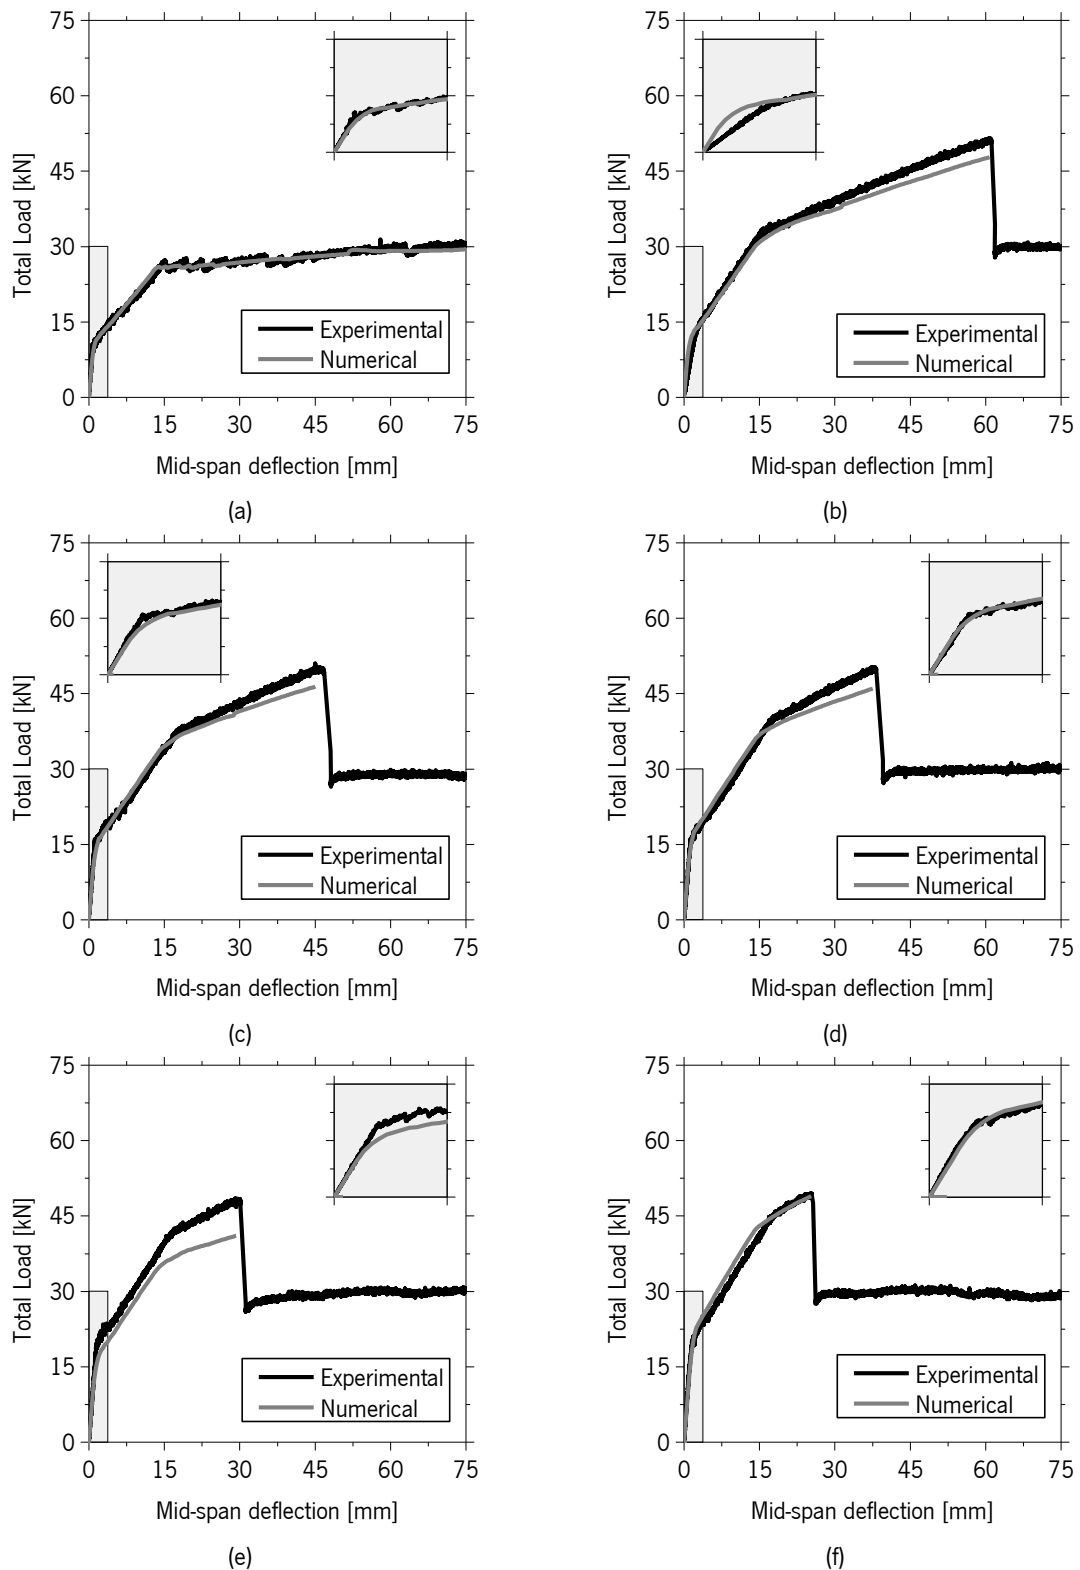 75
60
45
30
15
0
Total Load [kN]
Experimental
Numerical
0 15 30 45 60 75
Mid-span deflection [mm]
(a)
75
60
45
30
15
0
Total Load [kN]
Experimental
Numerical
0 15 30 45 60 75
Mid-span deflection [mm]
(b)
75
60
45
30
15
0
Total Load [kN]
Experimental
Numerical
0 15 30 45 60 75
Mid-span deflection [mm]
(c)
75
60
45
30
15
0
Total Load [kN]
Experimental
Numerical
0 15 30 45 60 75
Mid-span deflection [mm]
(d)
75
60
45
30
15
0
Total Load [kN]
Experimental
Numerical
0 15 30 45 60 75
Mid-span deflection [mm]
(e)
75
60
45
30
15
0
Total Load [kN]
Experimental
Numerical
0 15 30 45 60 75
Mid-span deflection [mm]
(f)